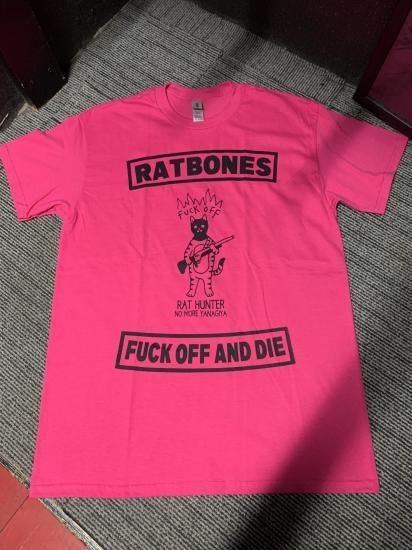 RATBONES
FUCK OFF
RAT HUNTER
NO MORE YANAGIYA
FUCK OFF AND DIE